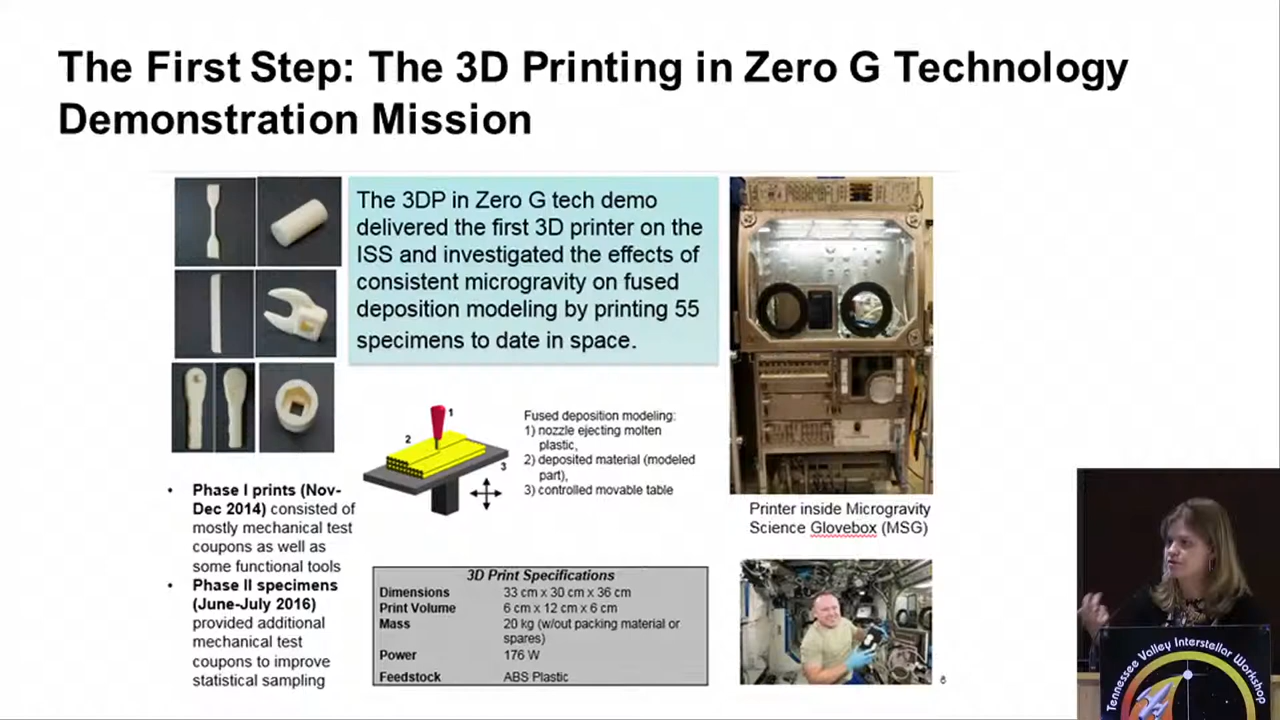 The First Step: The 3D Printing in Zero G Technology
Demonstration Mission
The 3DP in Zero G tech demo
delivered the first 3D printer on the
ISS and investigated the effects of
consistent microgravity on fused
deposition modeling by printing 55
specimens to date in space.
1
2
3
Fused deposition modeling:
1) nozzle ejecting molten
plastic,
2) deposited material (modeled
part),
3) controlled movable table
Printer inside Microgravity
Science Glovebox (MSG)
• Phase I prints (Nov-
Dec 2014) consisted of
mostly mechanical test
coupons as well as
some functional tools
• Phase II specimens
(June-July 2016)
provided additional
mechanical test
coupons to improve
statistical sampling
3D Print Specifications
Dimensions 33 cm x 30 cm x 36 cm
Print Volume 6 cm x 12 cm x 6 cm
Mass 20 kg (w/out packing material or
spares)
Power 176 W
Feedstock ABS Plastic
6
Tennessee Valley Interstellar Workshop